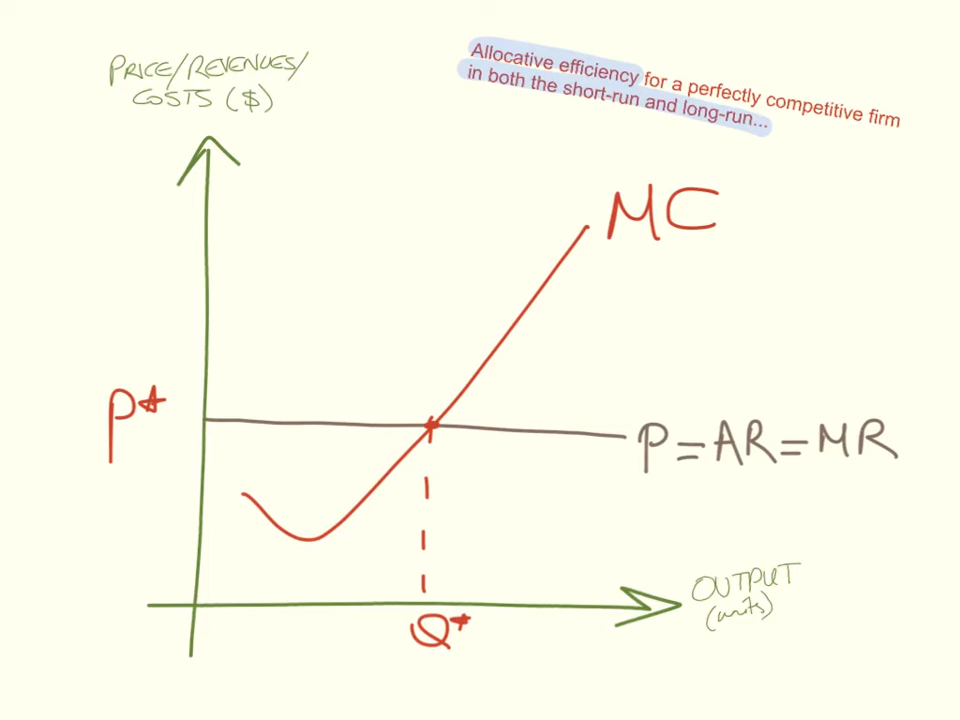 PRICE/REVENUES/
COSTS ($)
Allocative efficiency for a perfectly competitive firm
in both the short-run and long-run...
MC
P*
P=AR=MR
OUTPUT
(units)
Q*